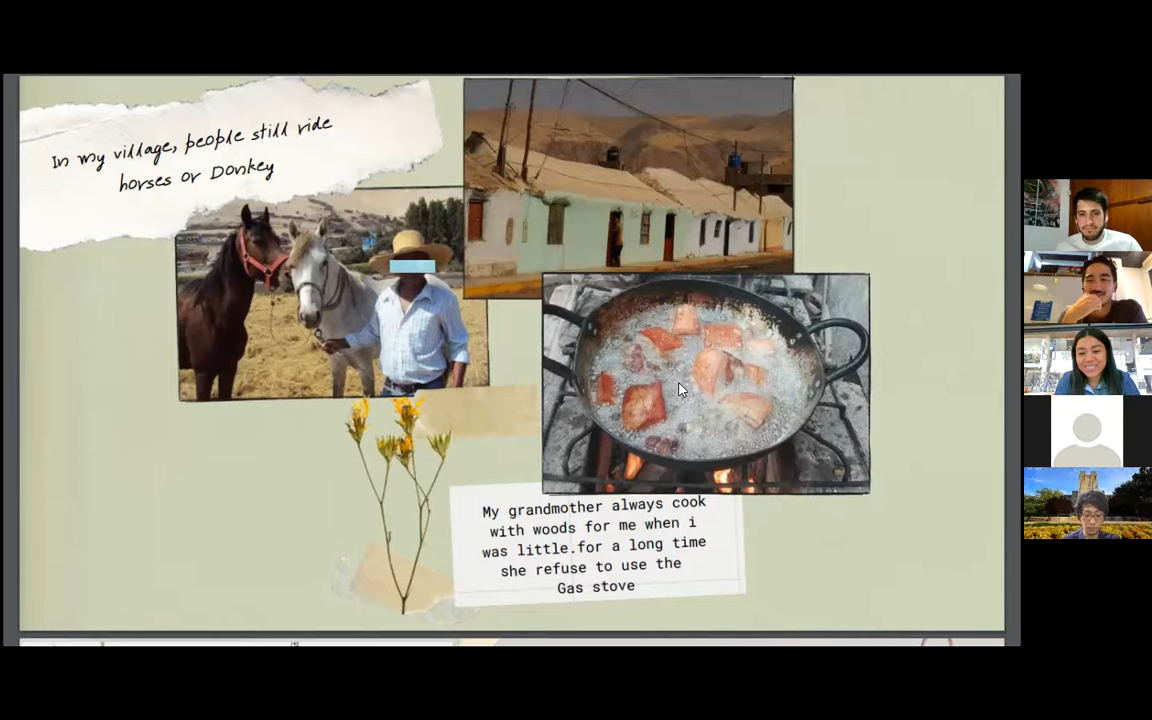 In my village, people still ride
horses or Donkey
My grandmother always cook
with woods for me when i
was little.for a long time
she refuse to use the
Gas stove